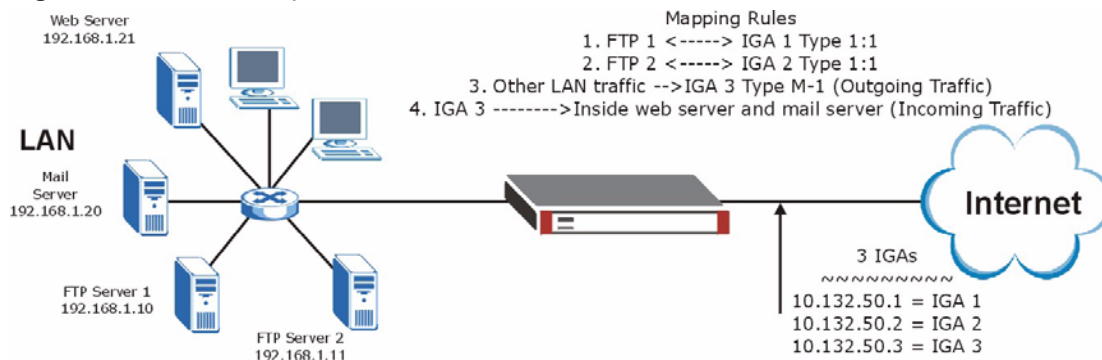 Web Server
192.168.1.21
Mapping Rules
1. FTP 1 <-----> IGA 1 Type 1:1
2. FTP 2 <-----> IGA 2 Type 1:1
3. Other LAN traffic -->IGA 3 Type M-1 (Outgoing Traffic)
4. IGA 3 -------->Inside web server and mail server (Incoming Traffic)
LAN
Mail
Server
192.168.1.20
Internet
FTP Server 1
192.168.1.10
FTP Server 2
192.168.1.11
3 IGAs
~~~~~~~~~
10.132.50.1 = IGA 1
10.132.50.2 = IGA 2
10.132.50.3 = IGA 3